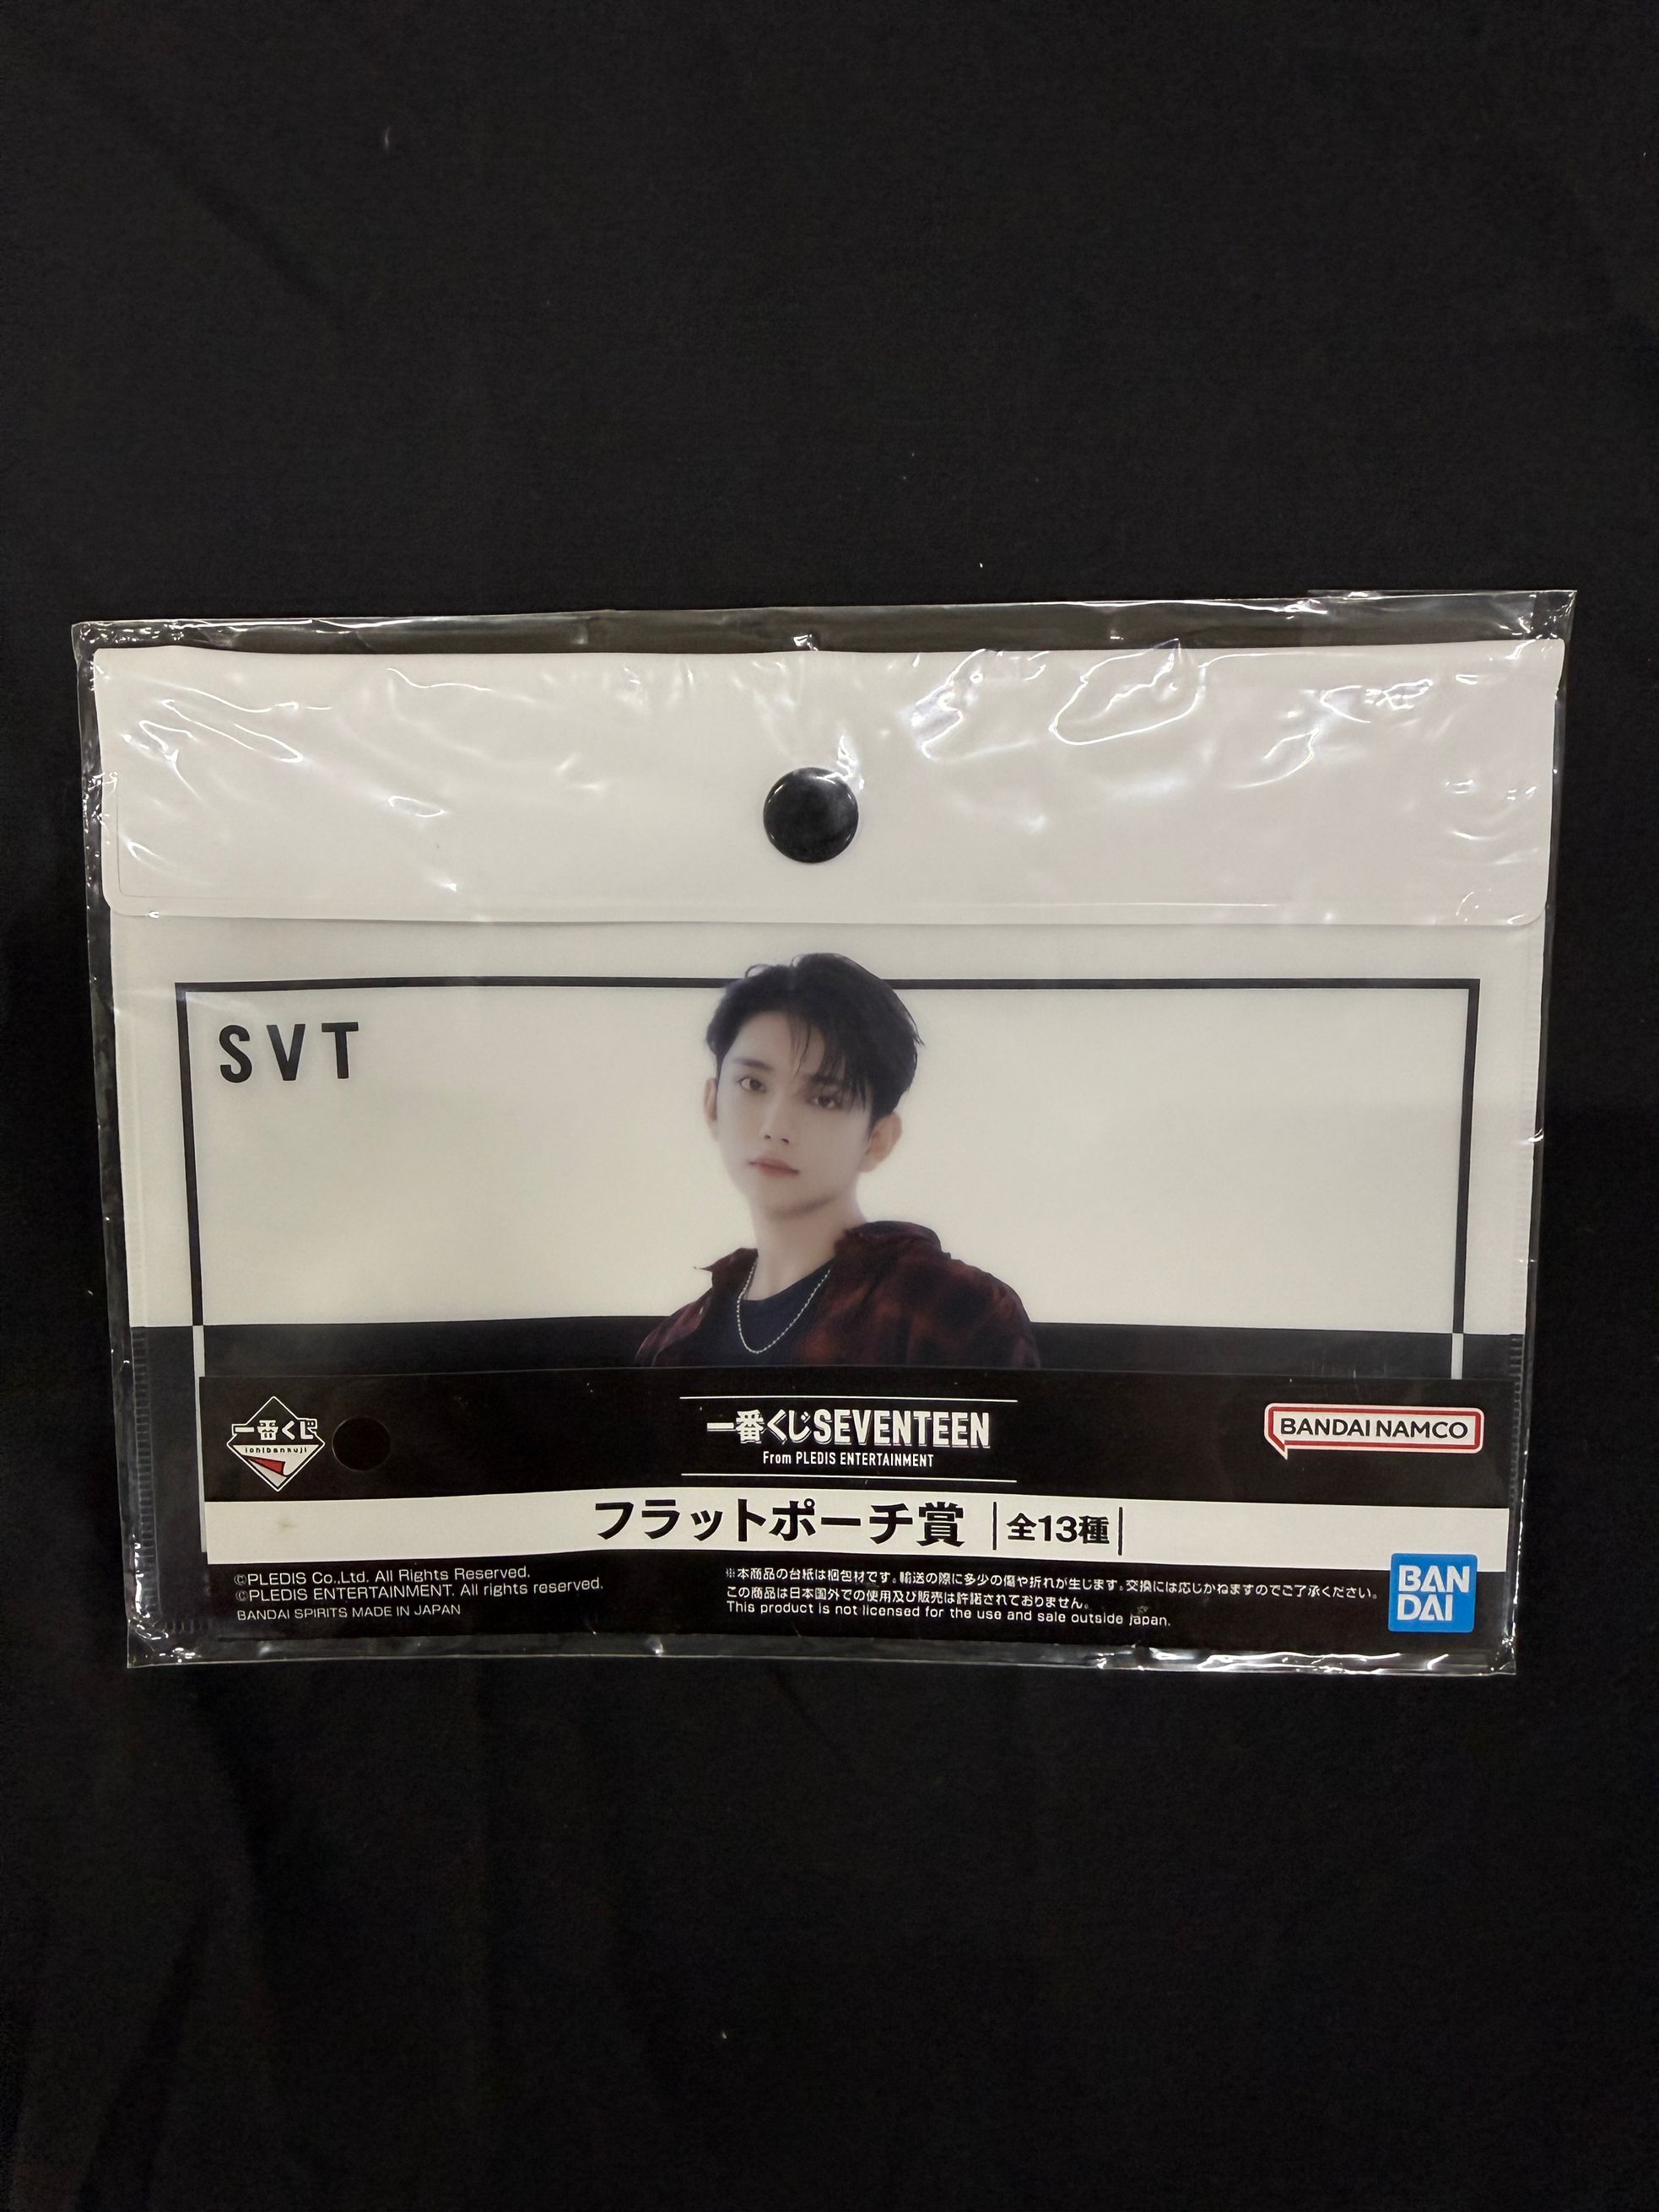 SVT
一番くじ
ichibankuji
一番くじSEVENTEEN
From PLEDIS ENTERTAINMENT
BANDAI NAMCO
フラットポーチ賞 全13種
©PLEDIS Co.,Ltd. All Rights Reserved.
©PLEDIS ENTERTAINMENT. All rights reserved.
BANDAI SPIRITS MADE IN JAPAN
※本商品の台紙は梱包材です。輸送の際に多少の傷や折れが生じます。交換には応じかねますのでご了承ください。
この商品は日本国外での使用及び販売は許諾されておりません。
This product is not licensed for the use and sale outside japan.
BAN
DAI